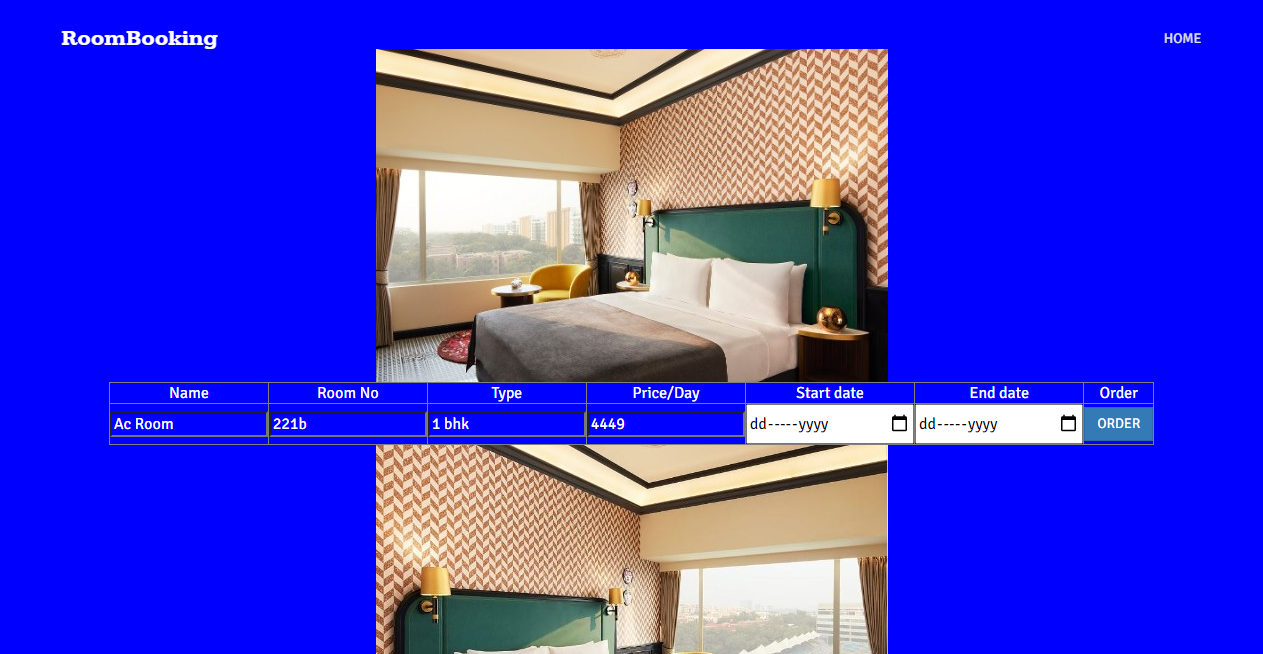 RoomBooking HOME
Name Room No Type Price/Day Start date End date Order
Ac Room 221b 1 bhk 4449 dd-----yyyy dd-----yyyy ORDER